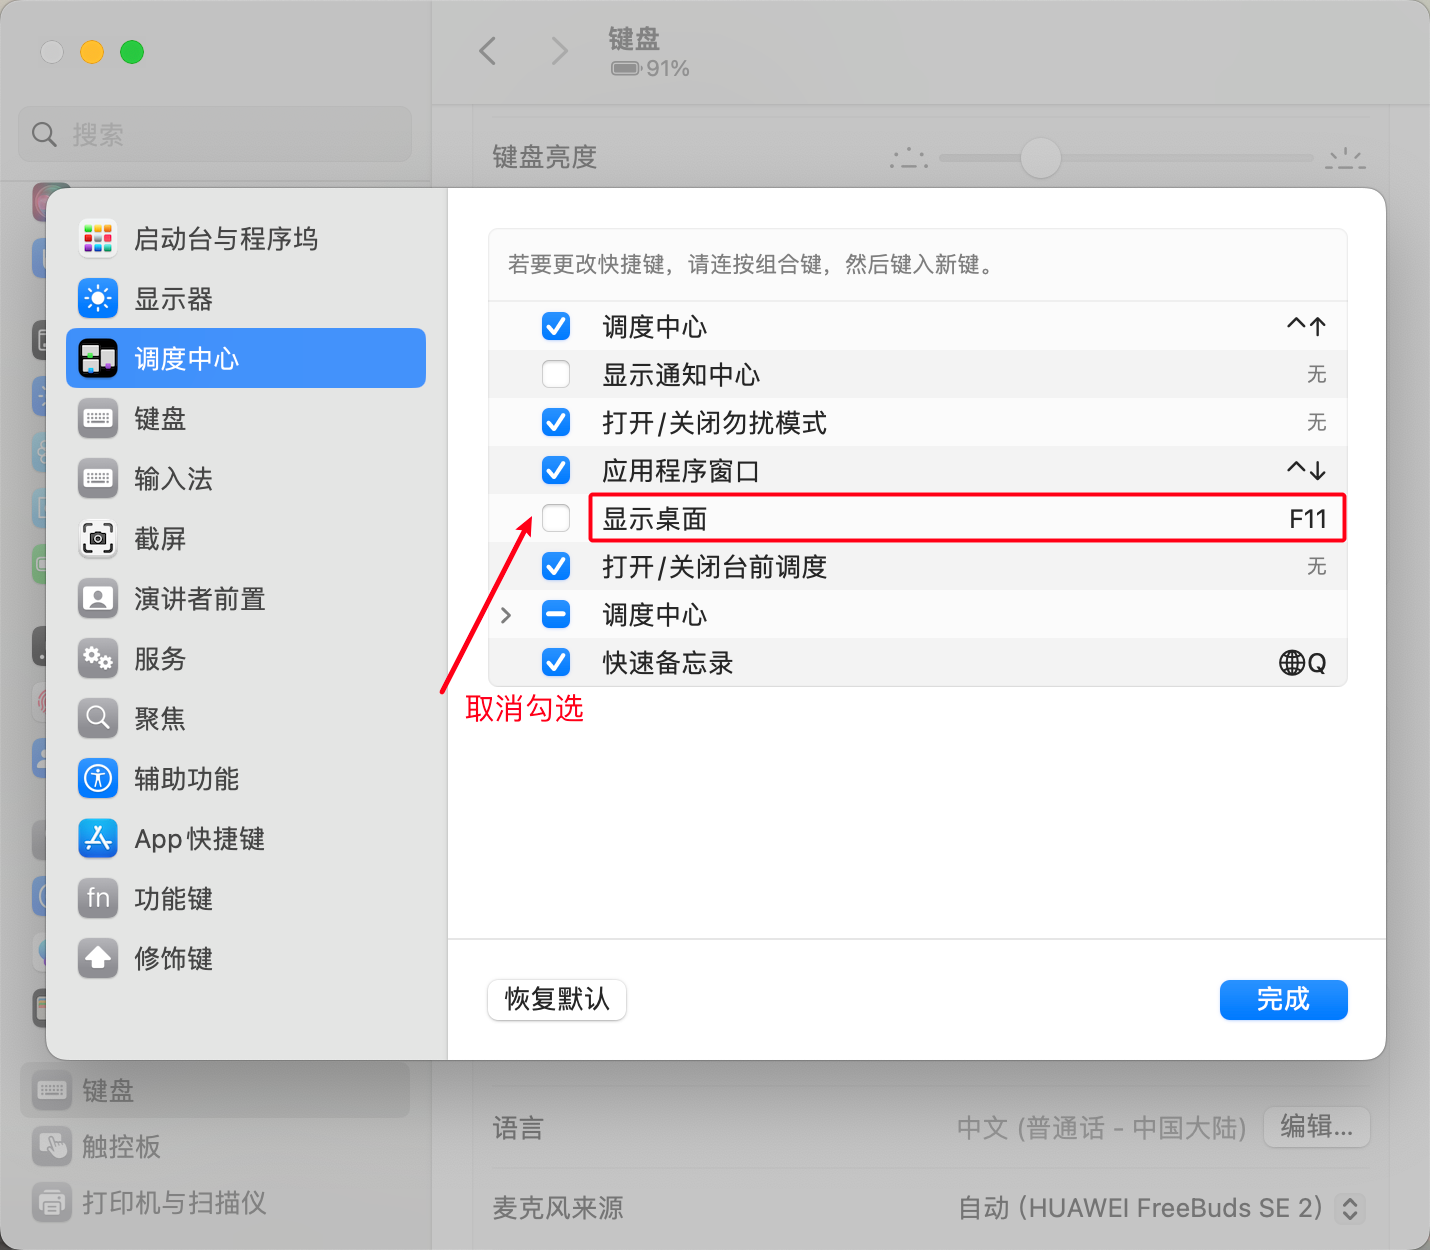 键盘
91%
搜索
键盘亮度
启动台与程序坞
显示器
调度中心
键盘
输入法
截屏
演讲者前置
服务
聚焦
辅助功能
App快捷键
fn 功能键
修饰键
若要更改快捷键，请连按组合键，然后键入新键。
调度中心 ^↑
显示通知中心 无
打开/关闭勿扰模式 无
应用程序窗口 ^↓
显示桌面 F11
打开/关闭台前调度 无
调度中心
快速备忘录 Q
取消勾选
恢复默认
完成
键盘
触控板
打印机与扫描仪
语言 中文 (普通话 - 中国大陆) 编辑...
麦克风来源 自动 (HUAWEI FreeBuds SE 2)